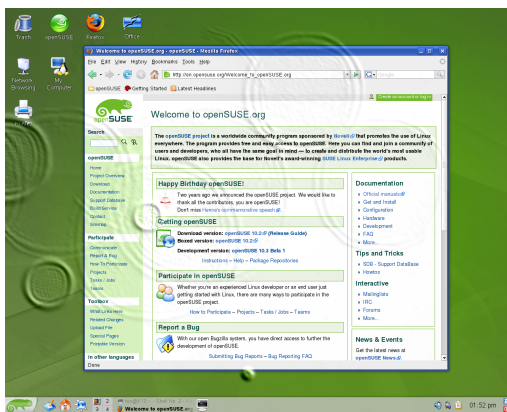 Trash
openSUSE
Firefox
Office
Network
Browsing
My
Computer
Welcome to openSUSE.org - openSUSE - Mozilla Firefox
File Edit View History Bookmarks Tools Help
http://en.opensuse.org/Welcome_to_openSUSE.org
Google
openSUSE Getting Started Latest Headlines
Create an account or log in
openSUSE
Search
openSUSE
Home
Project Overview
Download
Documentation
Support Database
Build Service
Contact
Sitemap
Participate
Communicate
Report A Bug
How To Participate
Projects
Tasks / Jobs
Teams
Toolbox
What Links Here
Related Changes
Upload File
Special Pages
Printable Version
In other languages
Welcome to openSUSE.org
The openSUSE project is a worldwide community program sponsored by Novell that promotes the use of Linux
everywhere. The program provides free and easy access to openSUSE. Here you can find and join a community of
users and developers, who all have the same goal in mind — to create and distribute the world's most usable
Linux. openSUSE also provides the base for Novell's award-winning SUSE Linux Enterprise products.
Happy Birthday openSUSE!
Two years ago we announced the openSUSE project. We would like to
thank all the contributors, you are openSUSE!
Don't miss Henne's commemorative speech
Getting openSUSE
Download version: openSUSE 10.2 (Release Guide)
Boxed version: openSUSE 10.2
Development version: openSUSE 10.3 Beta 1
Instructions – Help – Package Repositories
Participate in openSUSE
Whether you're an experienced Linux developer or an end user just
getting started with Linux, there are many ways to participate in the
openSUSE project.
How to Participate – Projects – Tasks / Jobs – Teams
Report a Bug
With our open Bugzilla system, you have direct access to further the
development of openSUSE.
Submitting Bug Reports – Bug Reporting FAQ
Documentation
Official manuals
Get and Install
Configuration
Hardware
Development
FAQ
More...
Tips and Tricks
SDB - Support DataBase
Howtos
Interactive
Mailinglists
IRC
Forums
More...
News & Events
Get the latest news at
openSUSE News.
Done
1 2
3 4
Welcome to openSUSE.org
01:52 pm